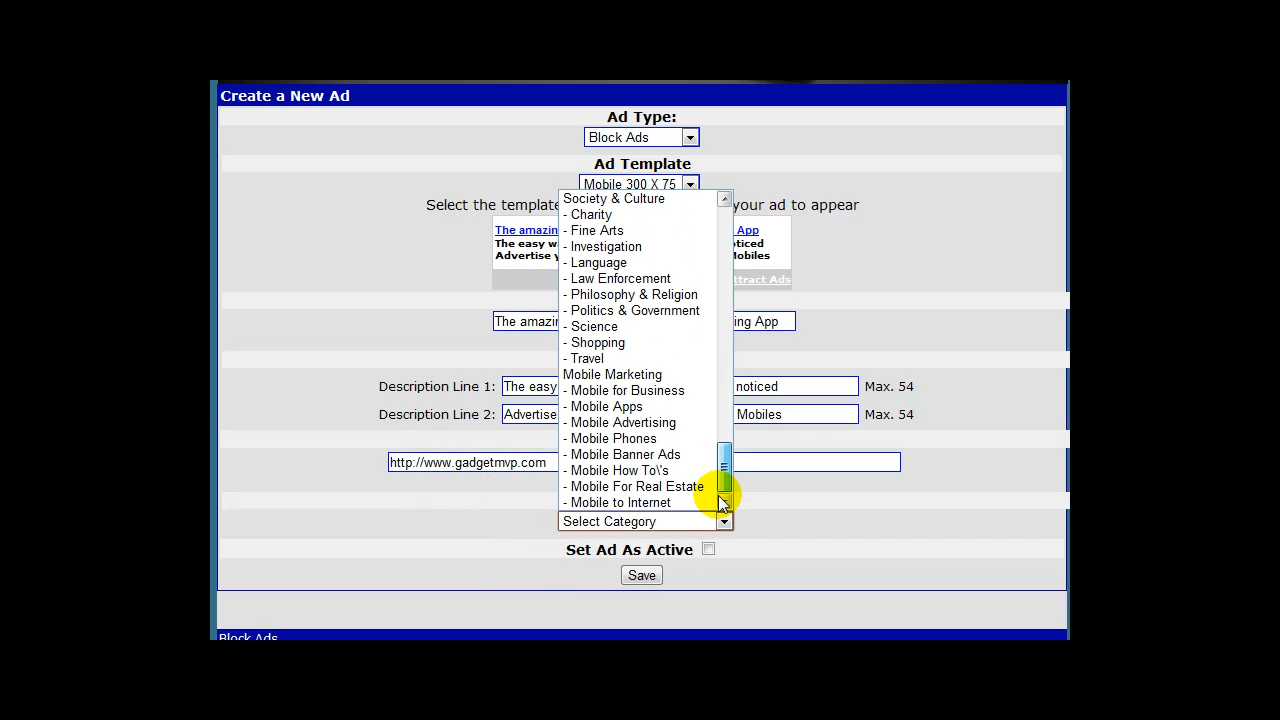 Create a New Ad
Ad Type:
Block Ads
Ad Template
Mobile 300 X 75
Select the template your ad to appear
The amazin App
The easy w oticed
Advertise y Mobiles
tract Ads
The amazin ing App
Description Line 1: The easy noticed Max. 54
Description Line 2: Advertise Mobiles Max. 54
http://www.gadgetmvp.com
Society & Culture
- Charity
- Fine Arts
- Investigation
- Language
- Law Enforcement
- Philosophy & Religion
- Politics & Government
- Science
- Shopping
- Travel
Mobile Marketing
- Mobile for Business
- Mobile Apps
- Mobile Advertising
- Mobile Phones
- Mobile Banner Ads
- Mobile How To\'s
- Mobile For Real Estate
- Mobile to Internet
Select Category
Set Ad As Active
Save
Block Ads